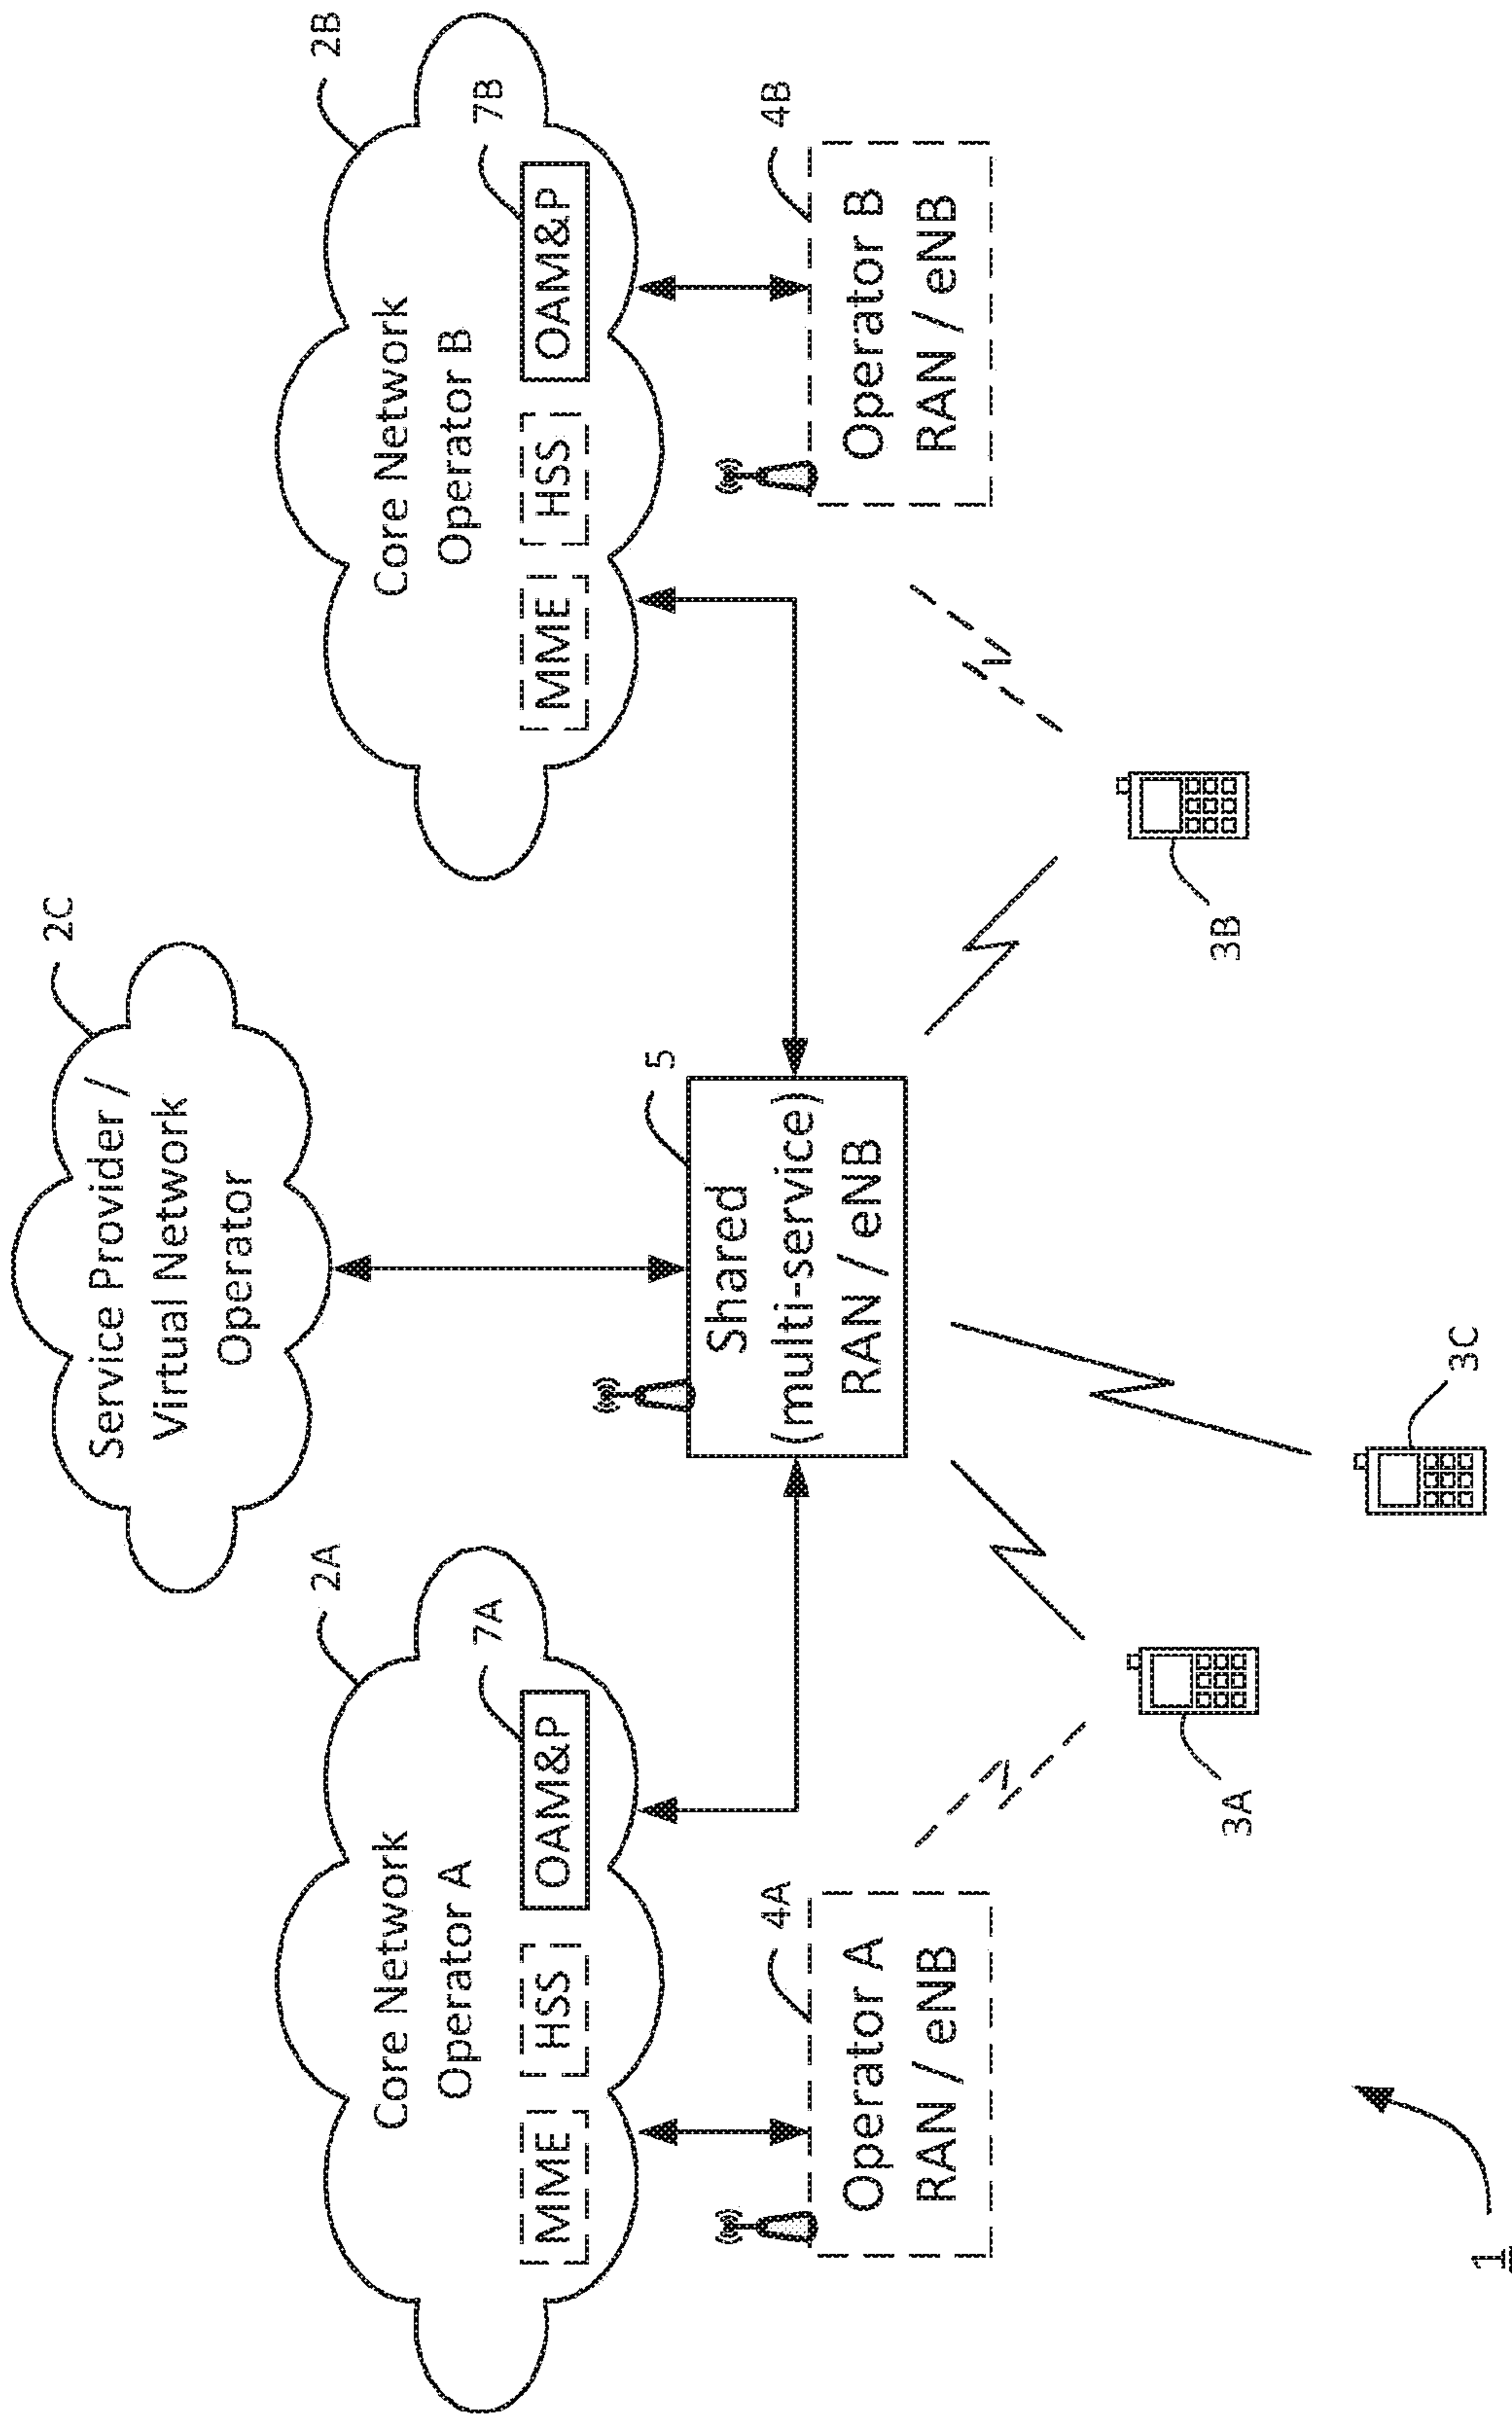 2C
Service Provider /
Virtual Network
Operator
2A
Core Network
Operator A
7A
MME
HSS
OAM&P
2B
Core Network
Operator B
7B
MME
HSS
OAM&P
5
Shared
(multi-service)
RAN / eNB
4A
Operator A
RAN / eNB
4B
Operator B
RAN / eNB
3A
3B
3C
1